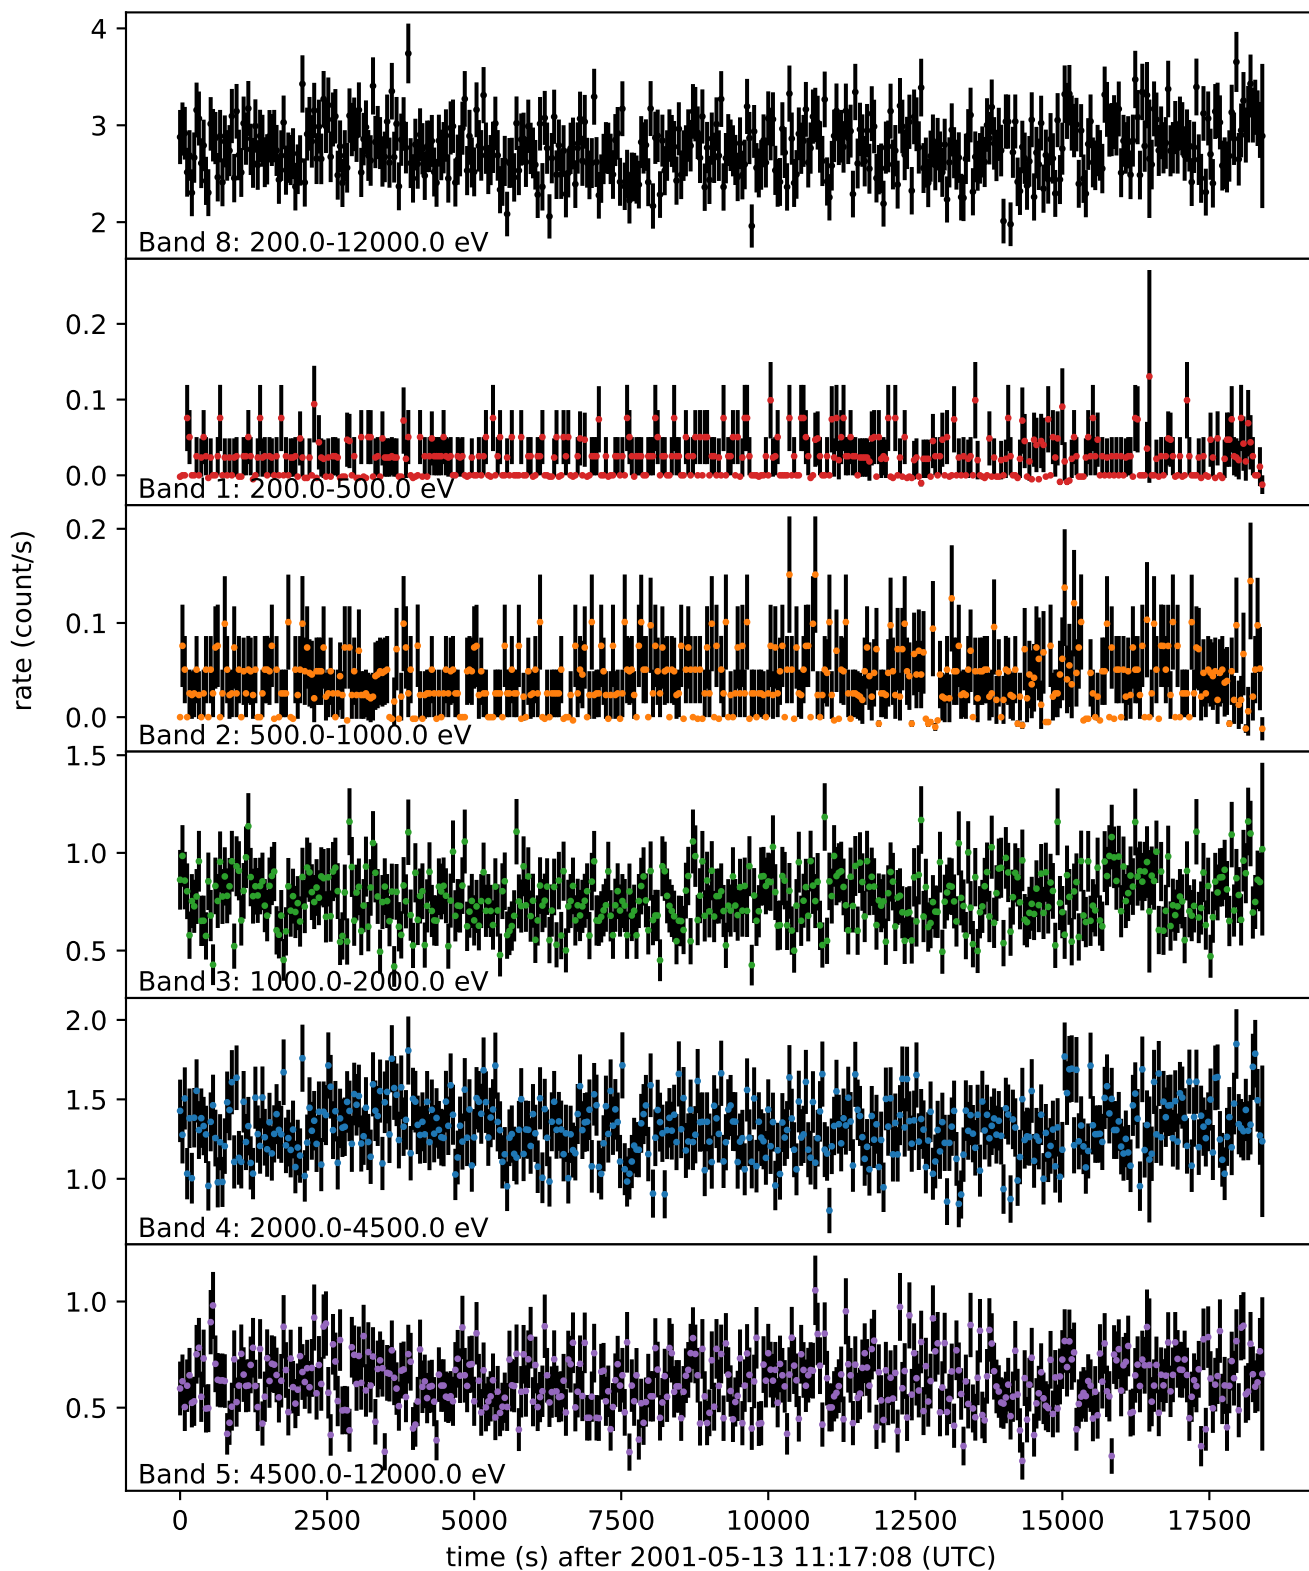 4
3
2
Band 8: 200.0-12000.0 eV
0.2
0.1
0.0
Band 1: 200.0-500.0 eV
0.2
0.1
0.0
Band 2: 500.0-1000.0 eV
rate (count/s)
1.5
1.0
0.5
Band 3: 1000.0-2000.0 eV
2.0
1.5
1.0
Band 4: 2000.0-4500.0 eV
1.0
0.5
Band 5: 4500.0-12000.0 eV
0 2500 5000 7500 10000 12500 15000 17500
time (s) after 2001-05-13 11:17:08 (UTC)